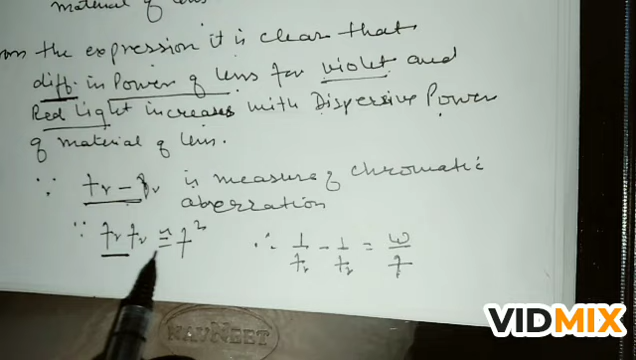 material of lens
the expression it is clear that
diff. in Power of lens for violet and
Red Light increases with Dispersive Power
of material of lens.
∵ fr - fv is measure of chromatic
aberration
∵ fr fv ≈ f² ∴ 1/fv - 1/fr = ω/f
NAVNEET
VIDMIX